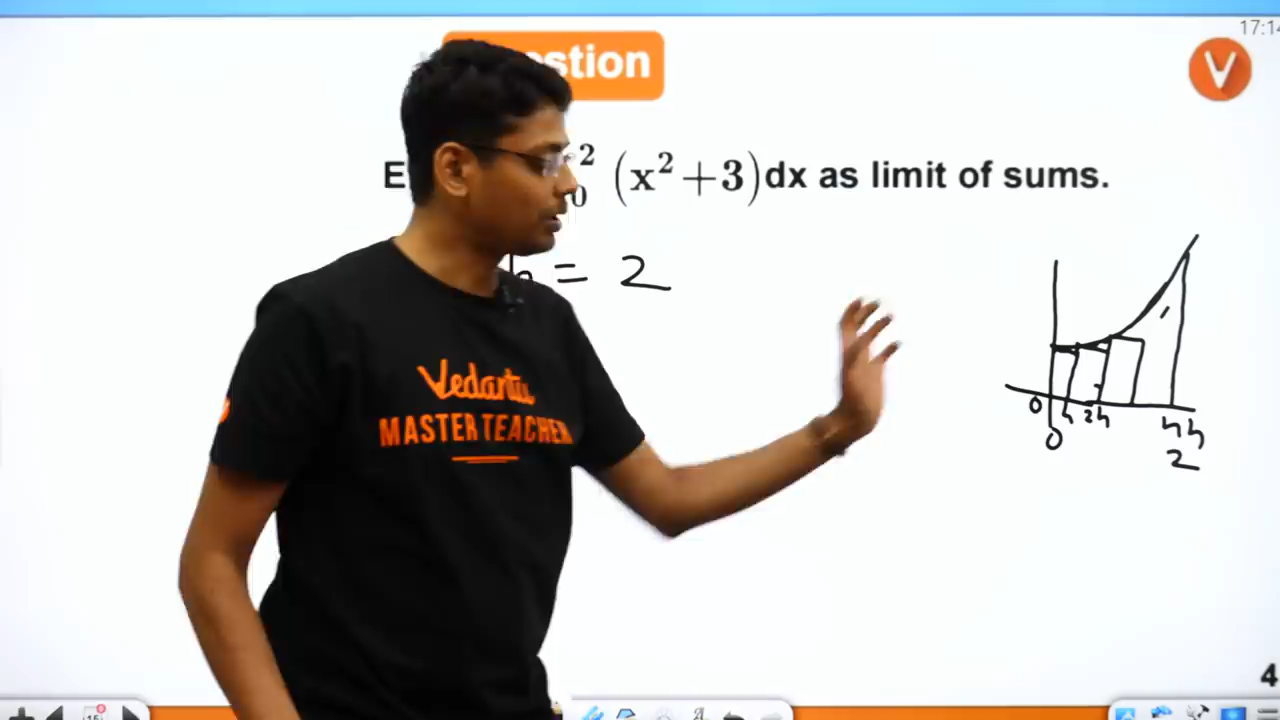 17:14
stion
E 2 0 (x² + 3) dx as limit of sums.
h = 2
Vedantu
MASTER TEACHER
0 h 2h nh
0 2
4